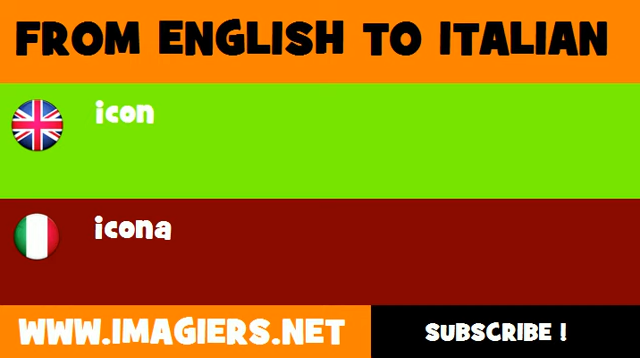 FROM ENGLISH TO ITALIAN
icon
icona
WWW.IMAGIERS.NET
SUBSCRIBE !